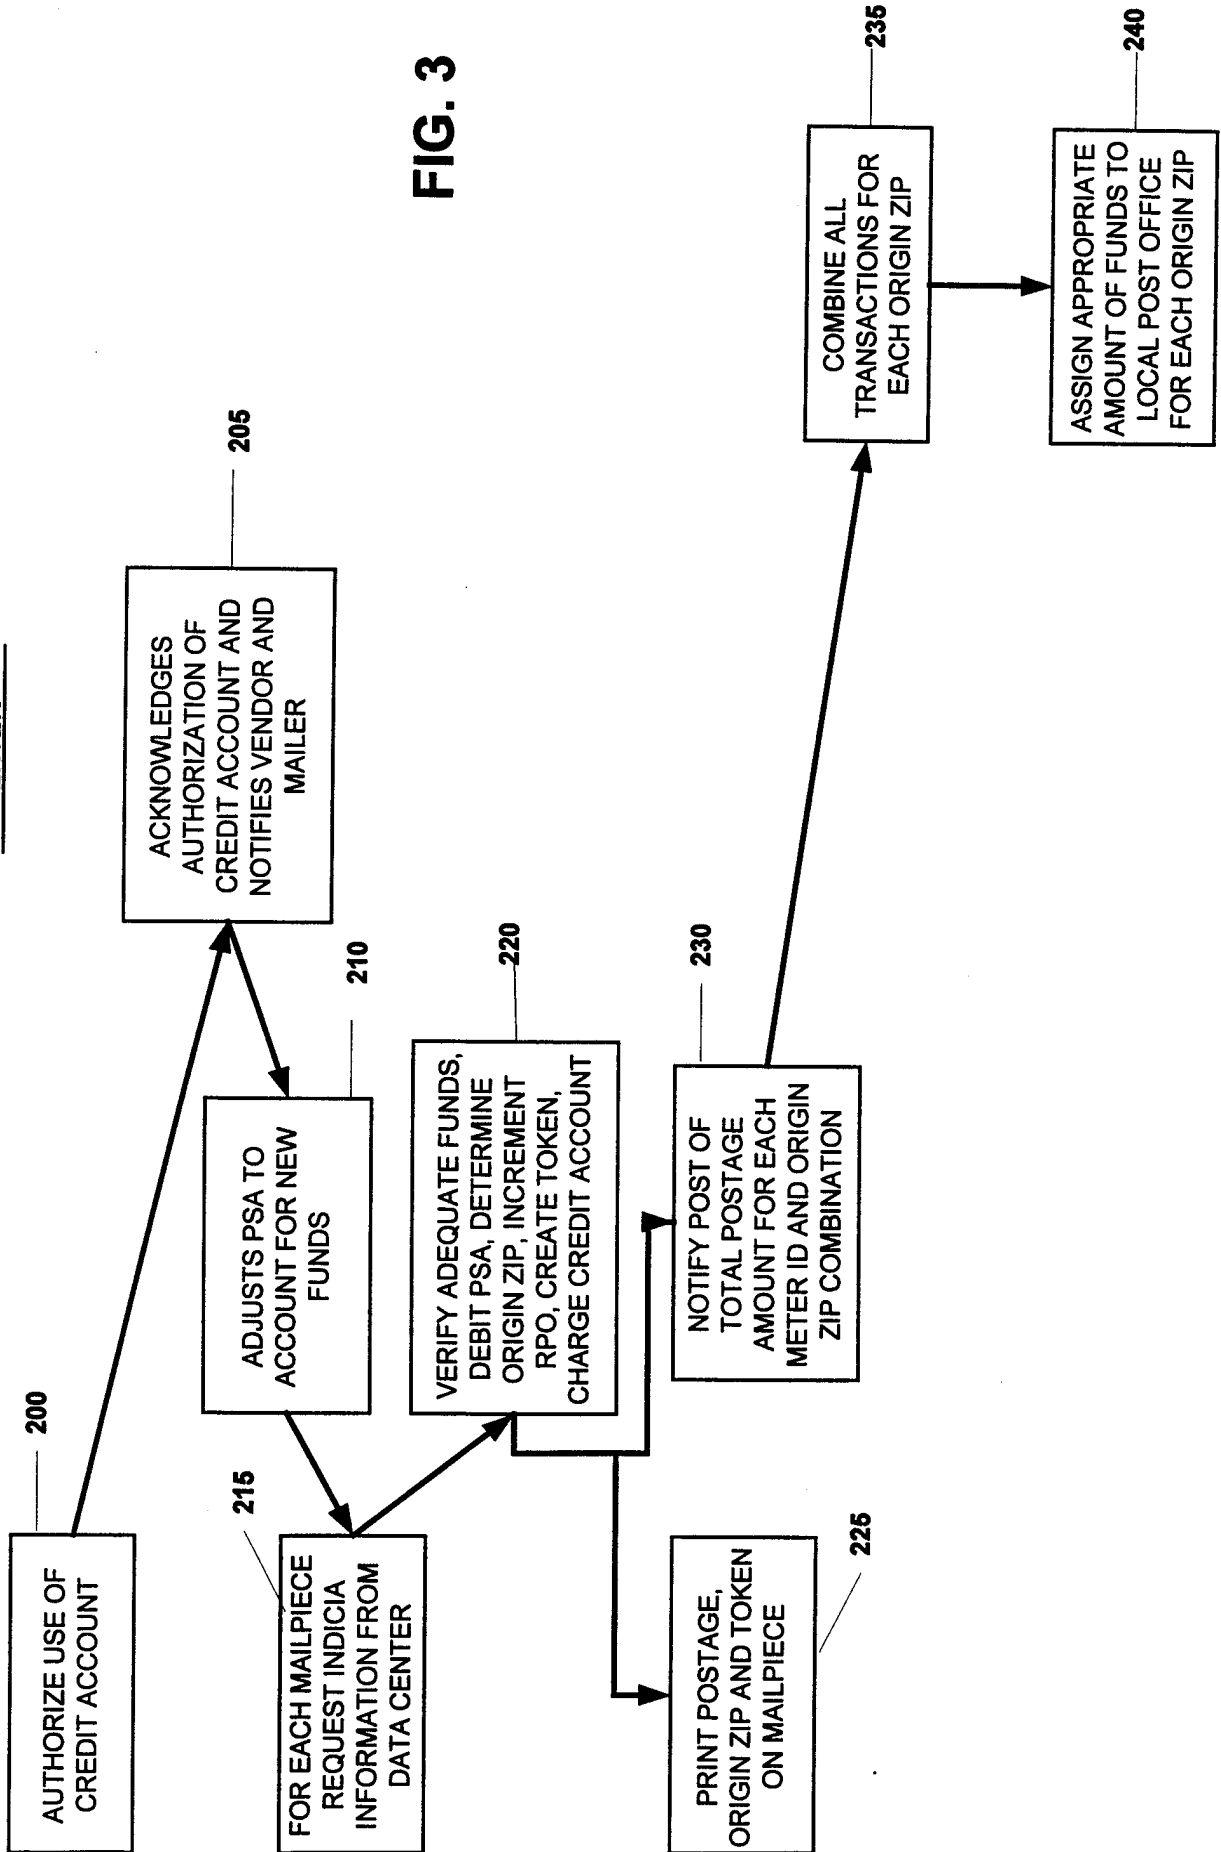 200
AUTHORIZE USE OF
CREDIT ACCOUNT
205
ACKNOWLEDGES
AUTHORIZATION OF
CREDIT ACCOUNT AND
NOTIFIES VENDOR AND
MAILER
210
ADJUSTS PSA TO
ACCOUNT FOR NEW
FUNDS
215
FOR EACH MAILPIECE
REQUEST INDICIA
INFORMATION FROM
DATA CENTER
220
VERIFY ADEQUATE FUNDS,
DEBIT PSA, DETERMINE
ORIGIN ZIP, INCREMENT
RPO, CREATE TOKEN,
CHARGE CREDIT ACCOUNT
FIG. 3
PRINT POSTAGE,
ORIGIN ZIP AND TOKEN
ON MAILPIECE
225
230
NOTIFY POST OF
TOTAL POSTAGE
AMOUNT FOR EACH
METER ID AND ORIGIN
ZIP COMBINATION
235
COMBINE ALL
TRANSACTIONS FOR
EACH ORIGIN ZIP
240
ASSIGN APPROPRIATE
AMOUNT OF FUNDS TO
LOCAL POST OFFICE
FOR EACH ORIGIN ZIP